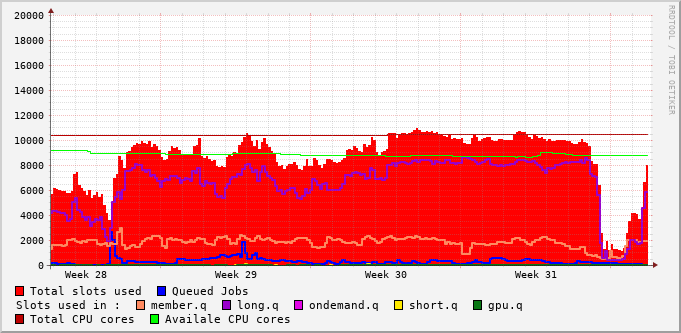 20000
18000
16000
14000
12000
10000
8000
6000
4000
2000
0
Week 28 Week 29 Week 30 Week 31
RRDTOOL / TOBI OETIKER
Total slots used Queued Jobs
Slots used in : member.q long.q ondemand.q short.q gpu.q
Total CPU cores Availale CPU cores